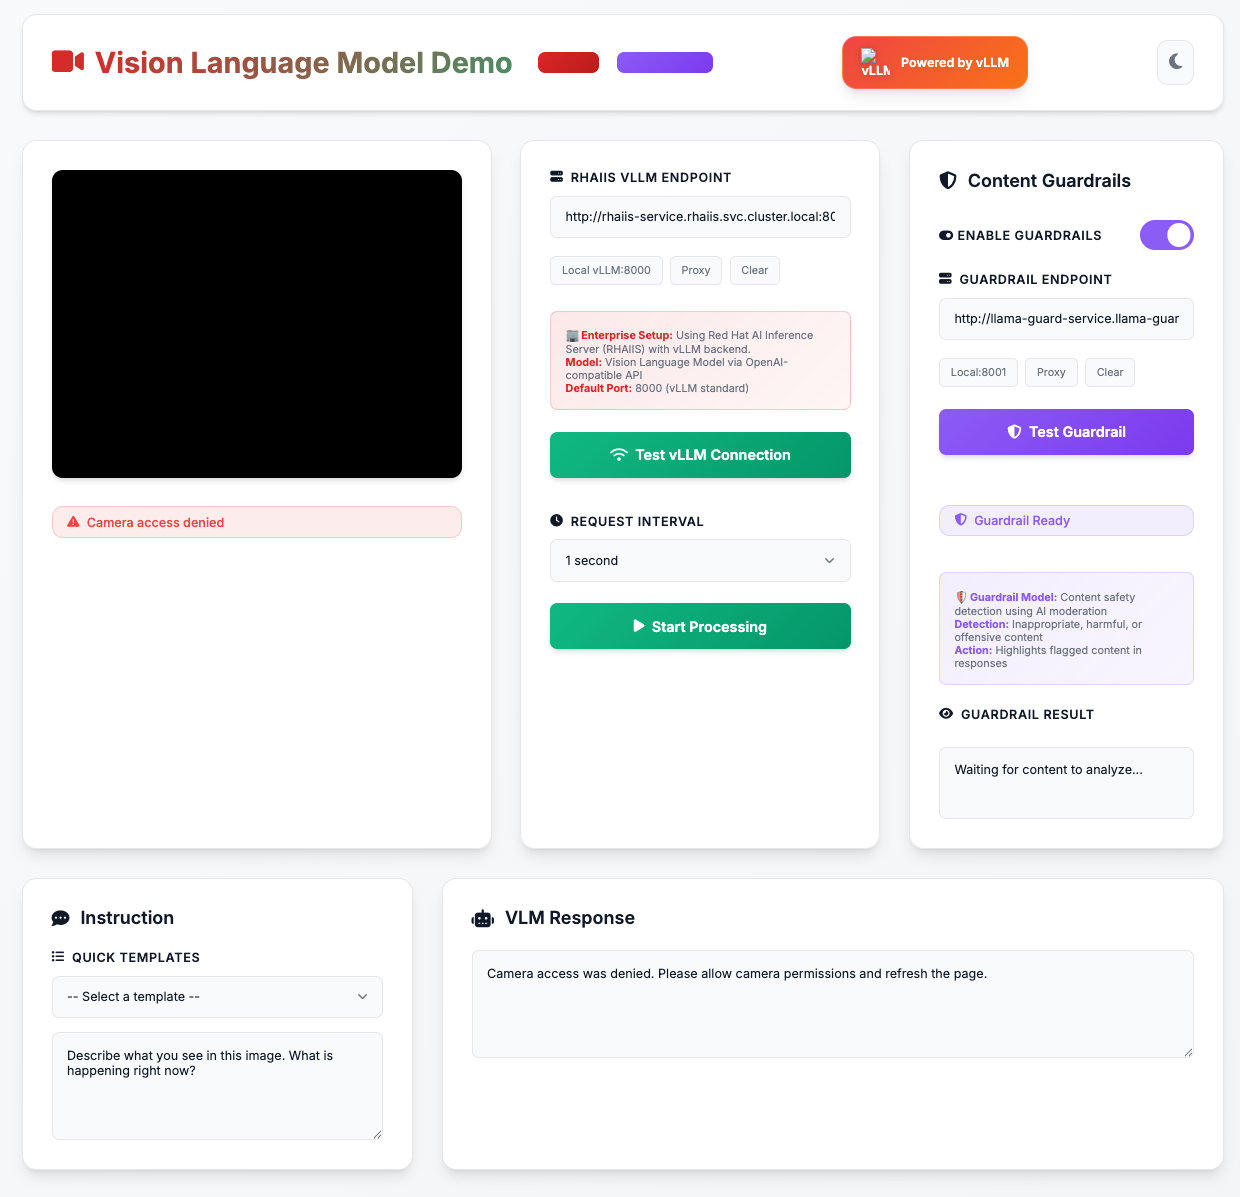 Vision Language Model Demo
vLLM
Powered by vLLM
Camera access denied
RHAIIS VLLM ENDPOINT
http://rhaiis-service.rhaiis.svc.cluster.local:80
Local vLLM:8000
Proxy
Clear
Enterprise Setup: Using Red Hat AI Inference
Server (RHAIIS) with vLLM backend.
Model: Vision Language Model via OpenAI-
compatible API
Default Port: 8000 (vLLM standard)
Test vLLM Connection
REQUEST INTERVAL
1 second
Start Processing
Content Guardrails
ENABLE GUARDRAILS
GUARDRAIL ENDPOINT
http://llama-guard-service.llama-guar
Local:8001
Proxy
Clear
Test Guardrail
Guardrail Ready
Guardrail Model: Content safety
detection using AI moderation
Detection: Inappropriate, harmful, or
offensive content
Action: Highlights flagged content in
responses
GUARDRAIL RESULT
Waiting for content to analyze...
Instruction
QUICK TEMPLATES
-- Select a template --
Describe what you see in this image. What is
happening right now?
VLM Response
Camera access was denied. Please allow camera permissions and refresh the page.